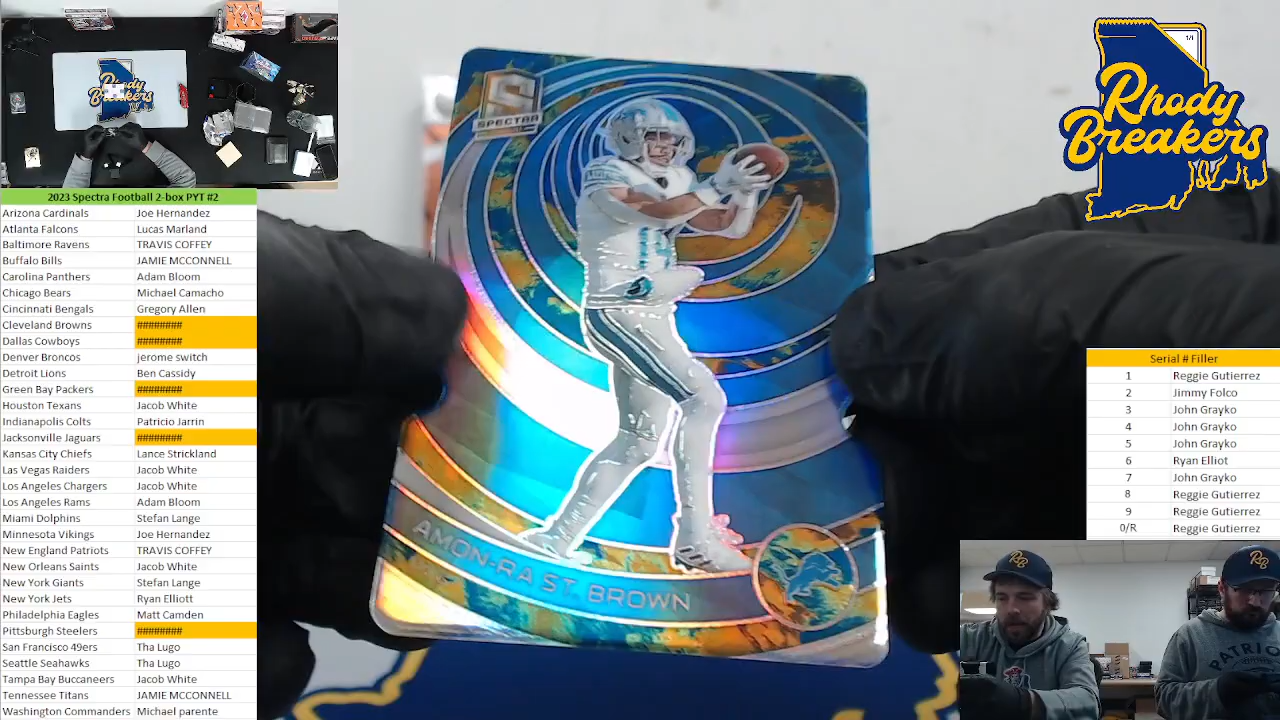 1/1
Rhody
Breakers
Rhody
Breakers
SPECTRA
AMON-RA ST. BROWN
2023 Spectra Football 2-box PYT #2
Arizona Cardinals Joe Hernandez
Atlanta Falcons Lucas Marland
Baltimore Ravens TRAVIS COFFEY
Buffalo Bills JAMIE MCCONNELL
Carolina Panthers Adam Bloom
Chicago Bears Michael Camacho
Cincinnati Bengals Gregory Allen
Cleveland Browns ########
Dallas Cowboys ########
Denver Broncos jerome switch
Detroit Lions Ben Cassidy
Green Bay Packers ########
Houston Texans Jacob White
Indianapolis Colts Patricio Jarrin
Jacksonville Jaguars ########
Kansas City Chiefs Lance Strickland
Las Vegas Raiders Jacob White
Los Angeles Chargers Jacob White
Los Angeles Rams Adam Bloom
Miami Dolphins Stefan Lange
Minnesota Vikings Joe Hernandez
New England Patriots TRAVIS COFFEY
New Orleans Saints Jacob White
New York Giants Stefan Lange
New York Jets Ryan Elliott
Philadelphia Eagles Matt Camden
Pittsburgh Steelers ########
San Francisco 49ers Tha Lugo
Seattle Seahawks Tha Lugo
Tampa Bay Buccaneers Jacob White
Tennessee Titans JAMIE MCCONNELL
Washington Commanders Michael parente
Serial # Filler
1 Reggie Gutierrez
2 Jimmy Folco
3 John Grayko
4 John Grayko
5 John Grayko
6 Ryan Elliot
7 John Grayko
8 Reggie Gutierrez
9 Reggie Gutierrez
0/R Reggie Gutierrez
RB
RB
PATRIO